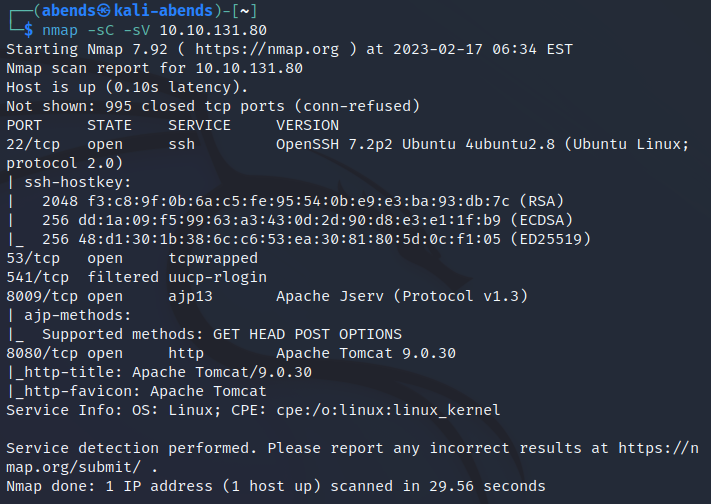 ┌──(abends㉿kali-abends)-[~]
└─$ nmap -sC -sV 10.10.131.80
Starting Nmap 7.92 ( https://nmap.org ) at 2023-02-17 06:34 EST
Nmap scan report for 10.10.131.80
Host is up (0.10s latency).
Not shown: 995 closed tcp ports (conn-refused)
PORT     STATE    SERVICE     VERSION
22/tcp   open     ssh         OpenSSH 7.2p2 Ubuntu 4ubuntu2.8 (Ubuntu Linux;
protocol 2.0)
| ssh-hostkey:
|   2048 f3:c8:9f:0b:6a:c5:fe:95:54:0b:e9:e3:ba:93:db:7c (RSA)
|   256 dd:1a:09:f5:99:63:a3:43:0d:2d:90:d8:e3:e1:1f:b9 (ECDSA)
|_  256 48:d1:30:1b:38:6c:c6:53:ea:30:81:80:5d:0c:f1:05 (ED25519)
53/tcp   open     tcpwrapped
541/tcp  filtered uucp-rlogin
8009/tcp open     ajp13       Apache Jserv (Protocol v1.3)
| ajp-methods:
|_  Supported methods: GET HEAD POST OPTIONS
8080/tcp open     http        Apache Tomcat 9.0.30
|_http-title: Apache Tomcat/9.0.30
|_http-favicon: Apache Tomcat
Service Info: OS: Linux; CPE: cpe:/o:linux:linux_kernel

Service detection performed. Please report any incorrect results at https://n
map.org/submit/ .
Nmap done: 1 IP address (1 host up) scanned in 29.56 seconds